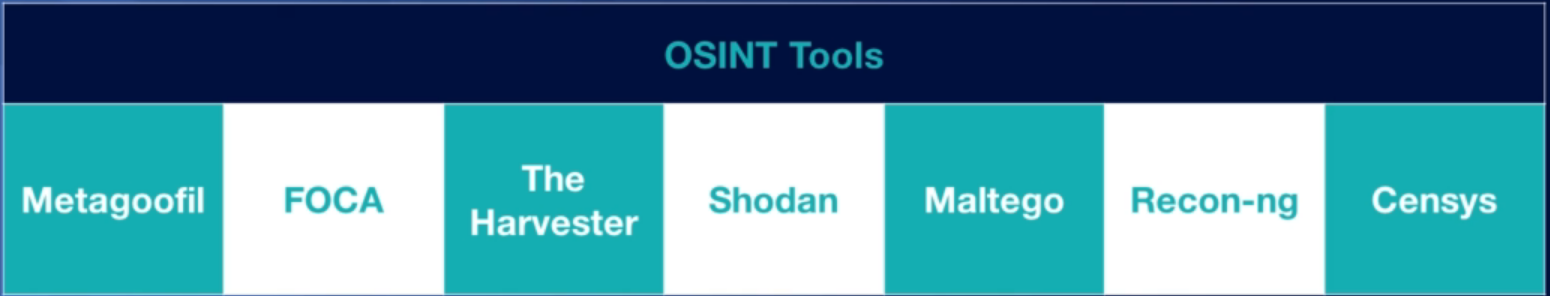 OSINT Tools
Metagoofil
FOCA
The
Harvester
Shodan
Maltego
Recon-ng
Censys